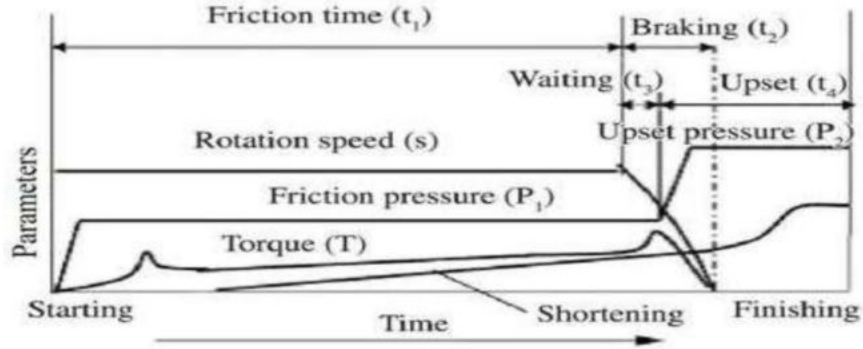 Friction time (t1)
Braking (t2)
Waiting (t3)
Upset (t4)
Upset pressure (P2)
Rotation speed (s)
Friction pressure (P1)
Torque (T)
Parameters
Starting
Shortening
Finishing
Time